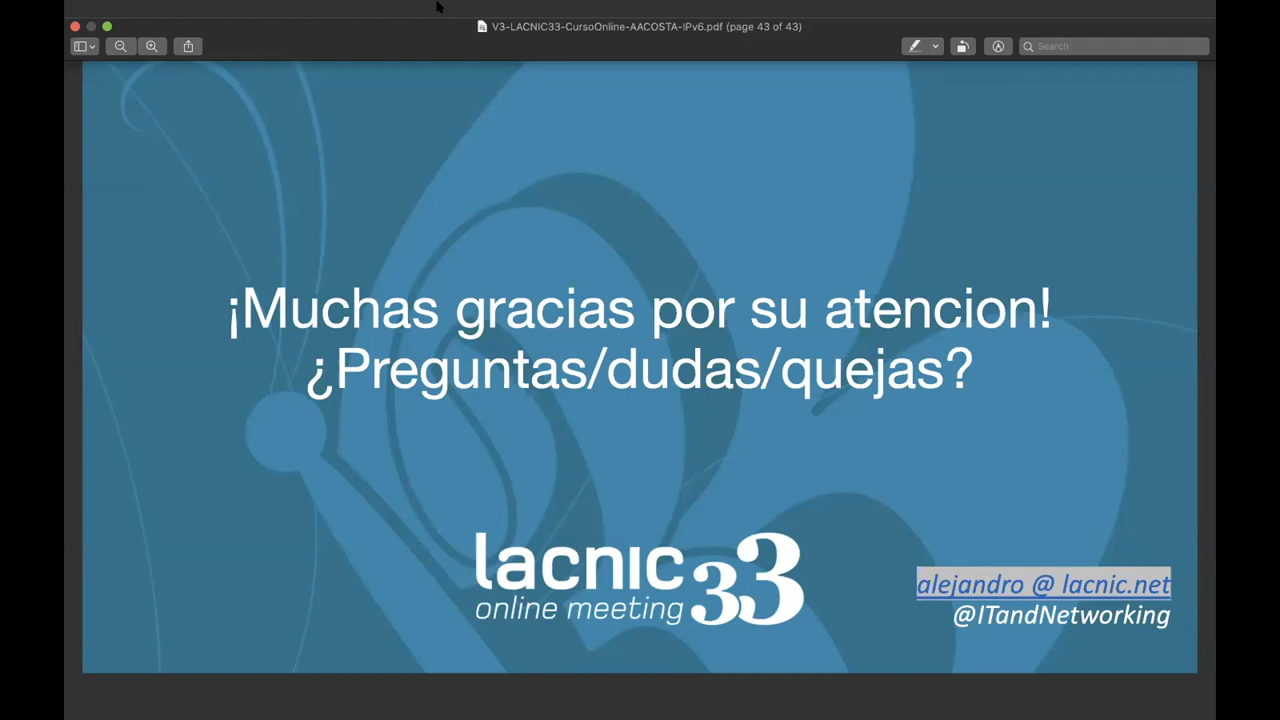 V3-LACNIC33-CursoOnline-AACOSTA-IPv6.pdf (page 43 of 43)
Search
¡Muchas gracias por su atencion!
¿Preguntas/dudas/quejas?
lacnic 33
online meeting
alejandro @ lacnic.net
@ITandNetworking